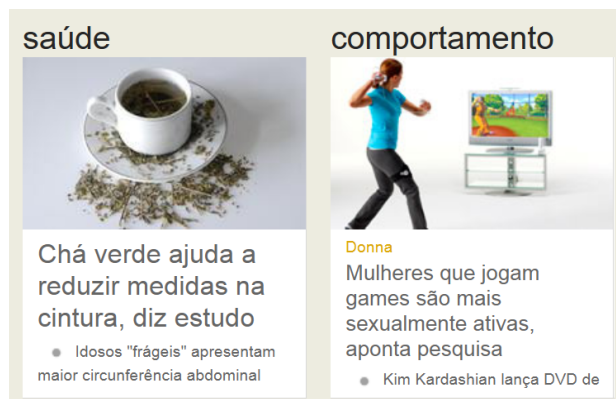 saúde
Chá verde ajuda a
reduzir medidas na
cintura, diz estudo
Idosos "frágeis" apresentam
maior circunferência abdominal
comportamento
Donna
Mulheres que jogam
games são mais
sexualmente ativas,
aponta pesquisa
Kim Kardashian lança DVD de